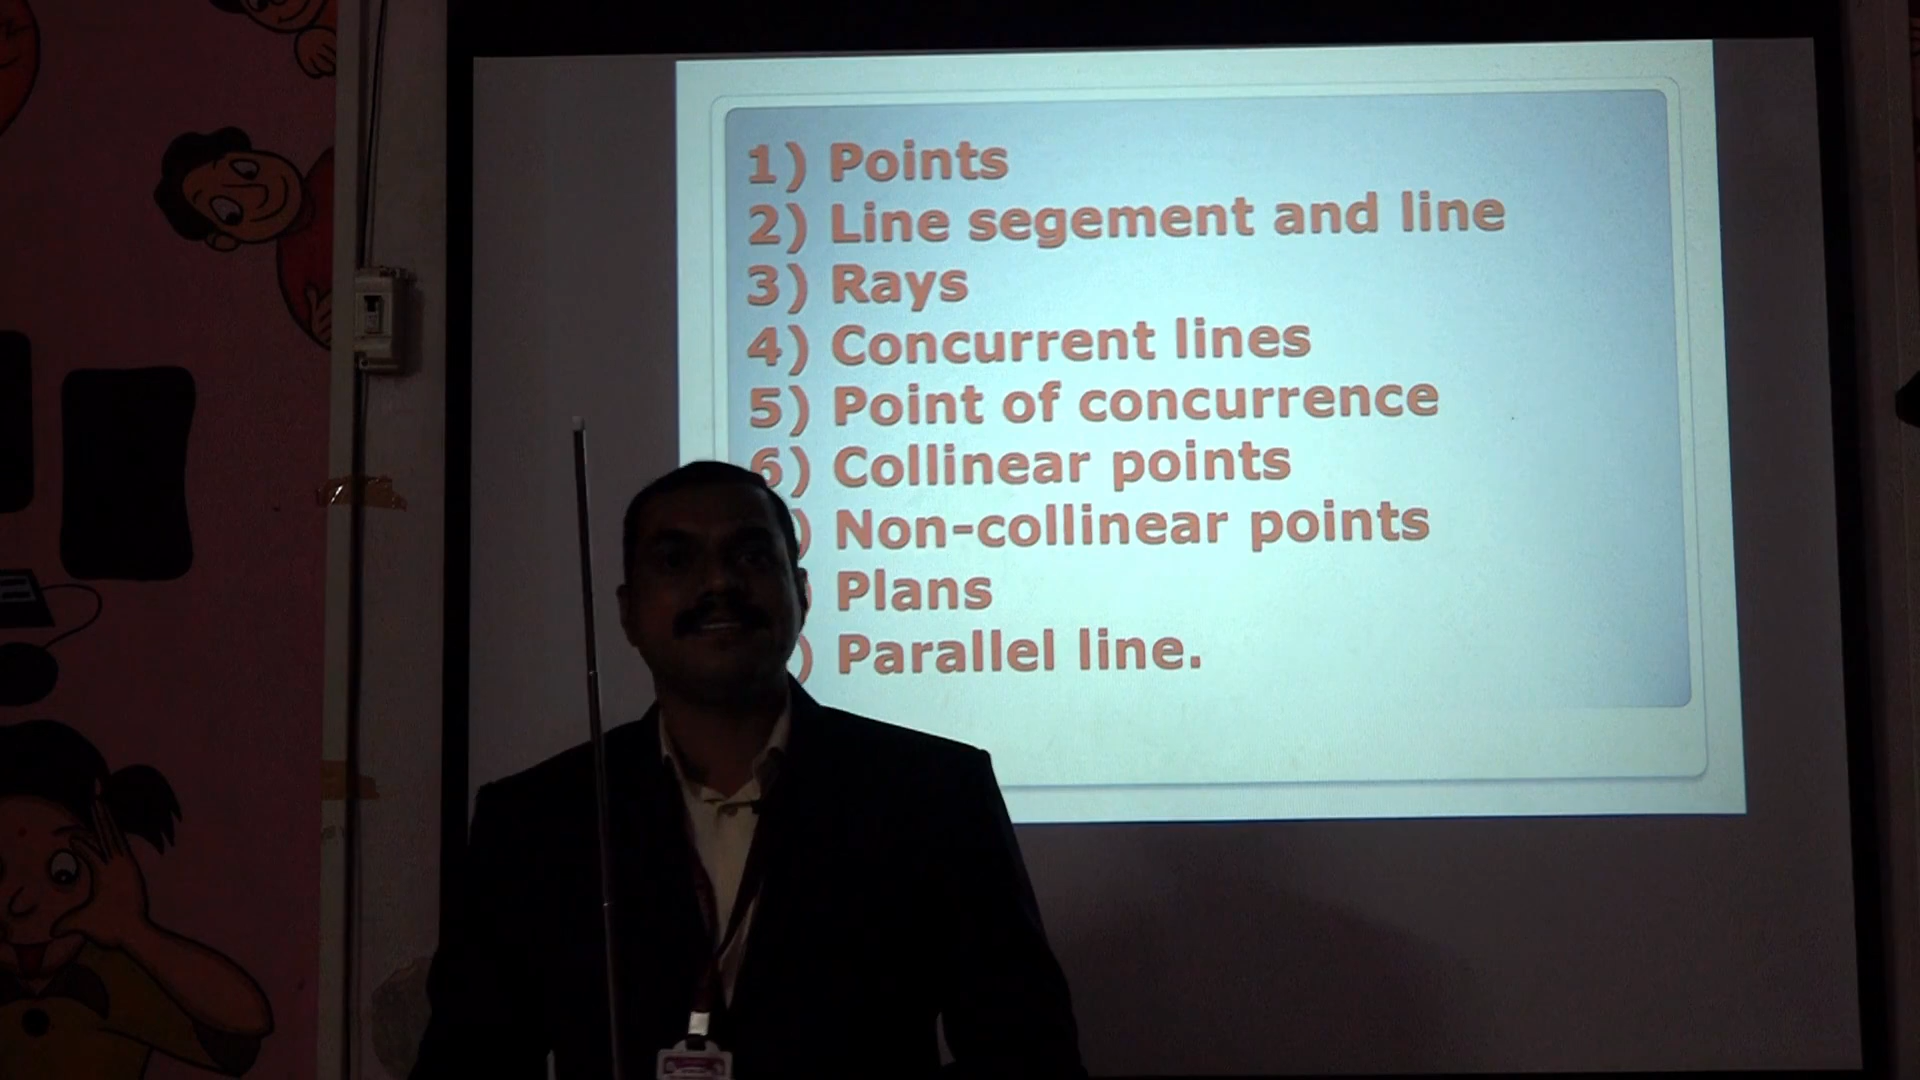 1) Points
2) Line segement and line
3) Rays
4) Concurrent lines
5) Point of concurrence
6) Collinear points
) Non-collinear points
Plans
) Parallel line.